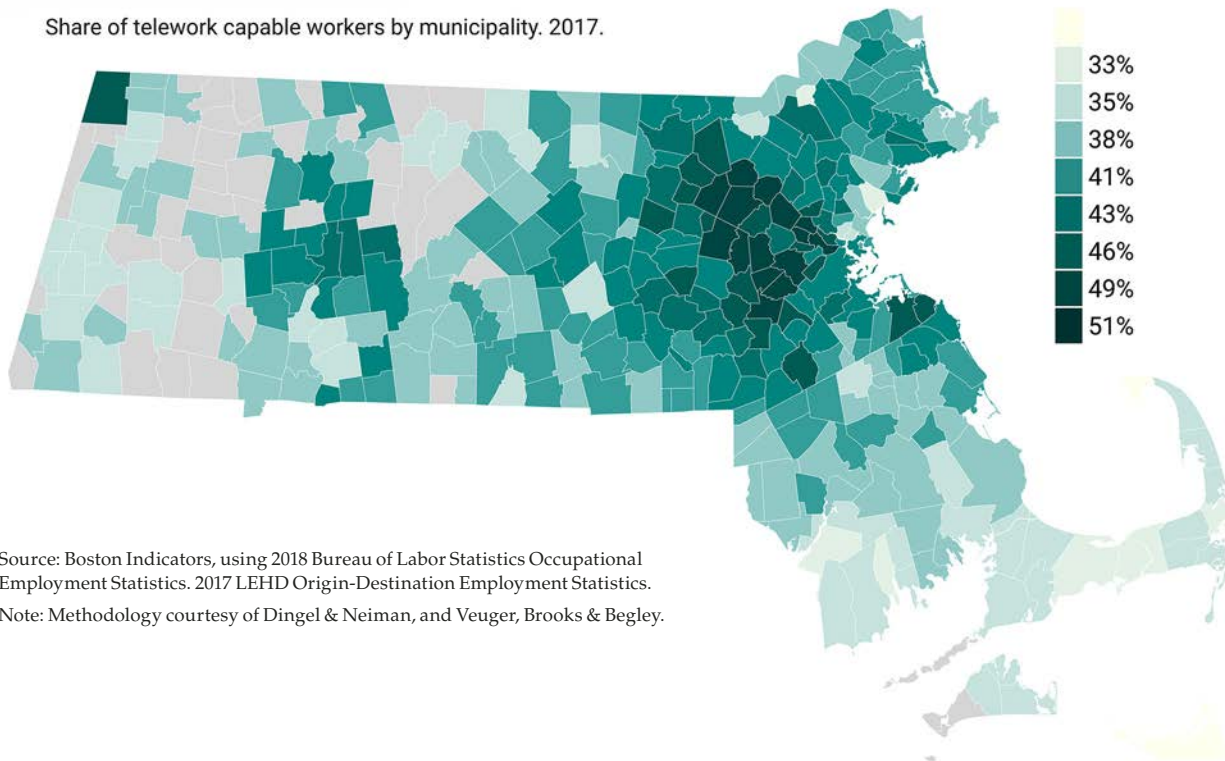 Share of telework capable workers by municipality. 2017.
33%
35%
38%
41%
43%
46%
49%
51%
Source: Boston Indicators, using 2018 Bureau of Labor Statistics Occupational
Employment Statistics. 2017 LEHD Origin-Destination Employment Statistics.
Note: Methodology courtesy of Dingel & Neiman, and Veuger, Brooks & Begley.